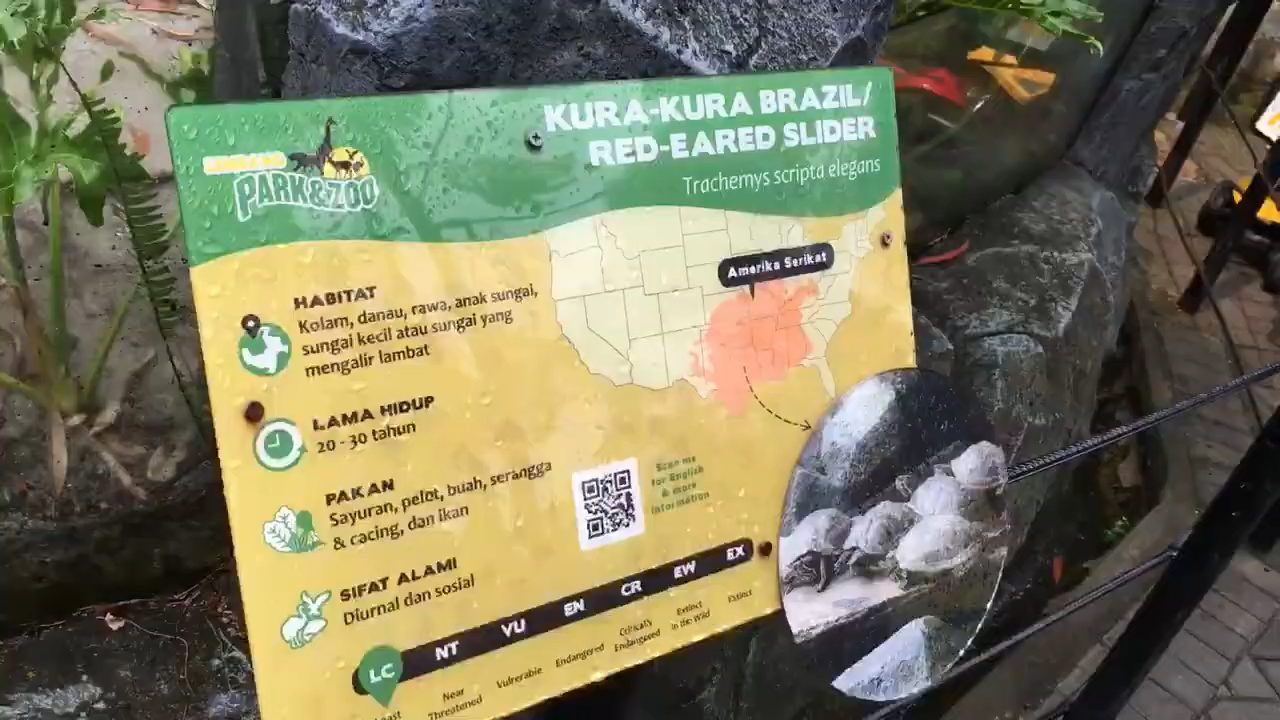 PARK&ZOO
KURA-KURA BRAZIL/
RED-EARED SLIDER
Trachemys scripta elegans
Amerika Serikat
HABITAT
Kolam, danau, rawa, anak sungai,
sungai kecil atau sungai yang
mengalir lambat
LAMA HIDUP
20 - 30 tahun
PAKAN
Sayuran, pelet, buah, serangga
& cacing, dan ikan
Scan me
for English
& more
information
SIFAT ALAMI
Diurnal dan sosial
LC NT VU EN CR EW EX
Near
Threatened
Vulnerable
Endangered
Critically
Endangered
Extinct
in the Wild
Extinct